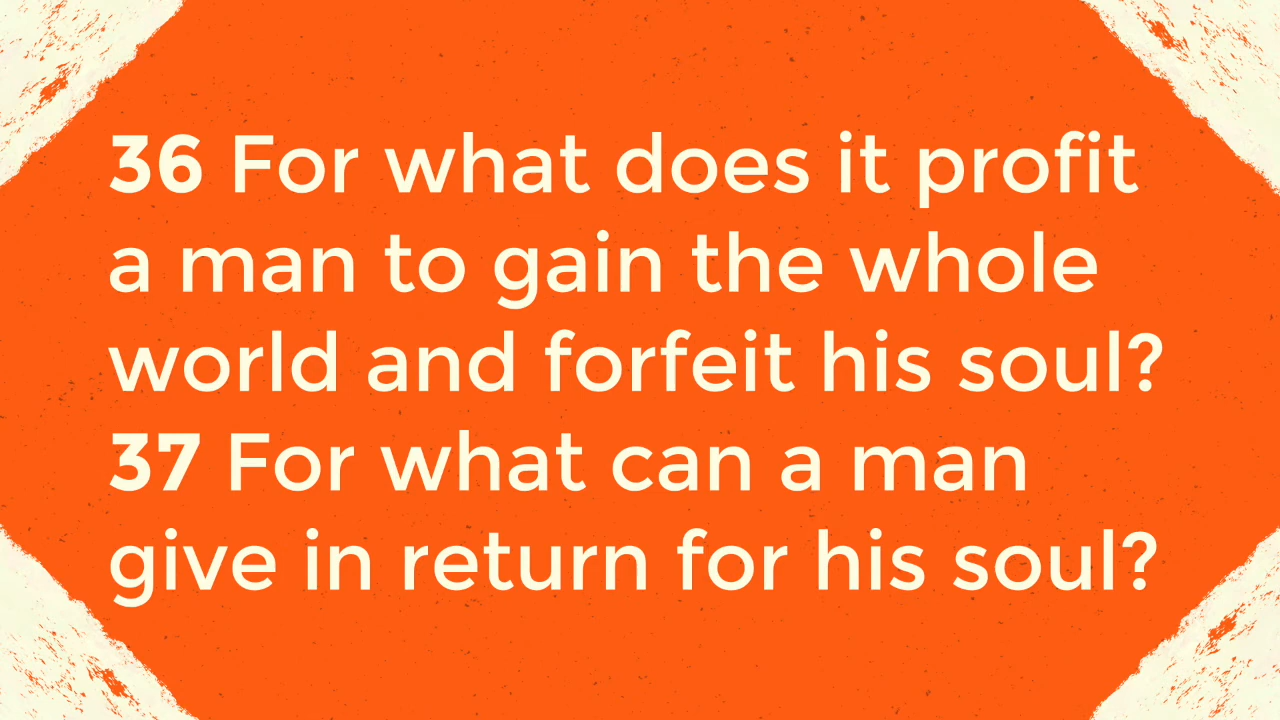 36 For what does it profit
a man to gain the whole
world and forfeit his soul?
37 For what can a man
give in return for his soul?